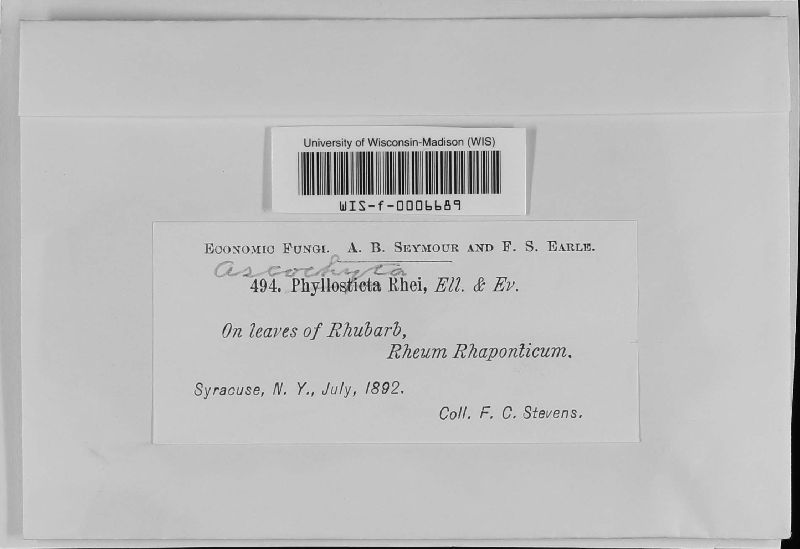 University of Wisconsin-Madison (WIS)
WIS-f-0006689
Economic Fungi. A. B. Seymour and F. S. Earle.
Ascochyta
494. Phyllosticta Rhei, Ell. & Ev.
On leaves of Rhubarb,
Rheum Rhaponticum.
Syracuse, N. Y., July, 1892.
Coll. F. C. Stevens.